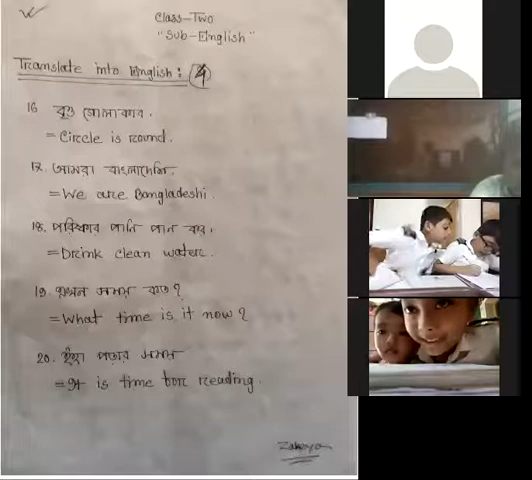 Class-Two
"Sub-English"
Translate into English: 4
16 বৃত্ত গোলাকার।
= Circle is round.
17. আমরা বাংলাদেশি.
= We are Bangladeshi.
18. পরিষ্কার পানি পান কর.
= Drink clean water.
19. এখন সময় কত?
= What time is it now?
20. পড়ার সময়
= It is time for reading.